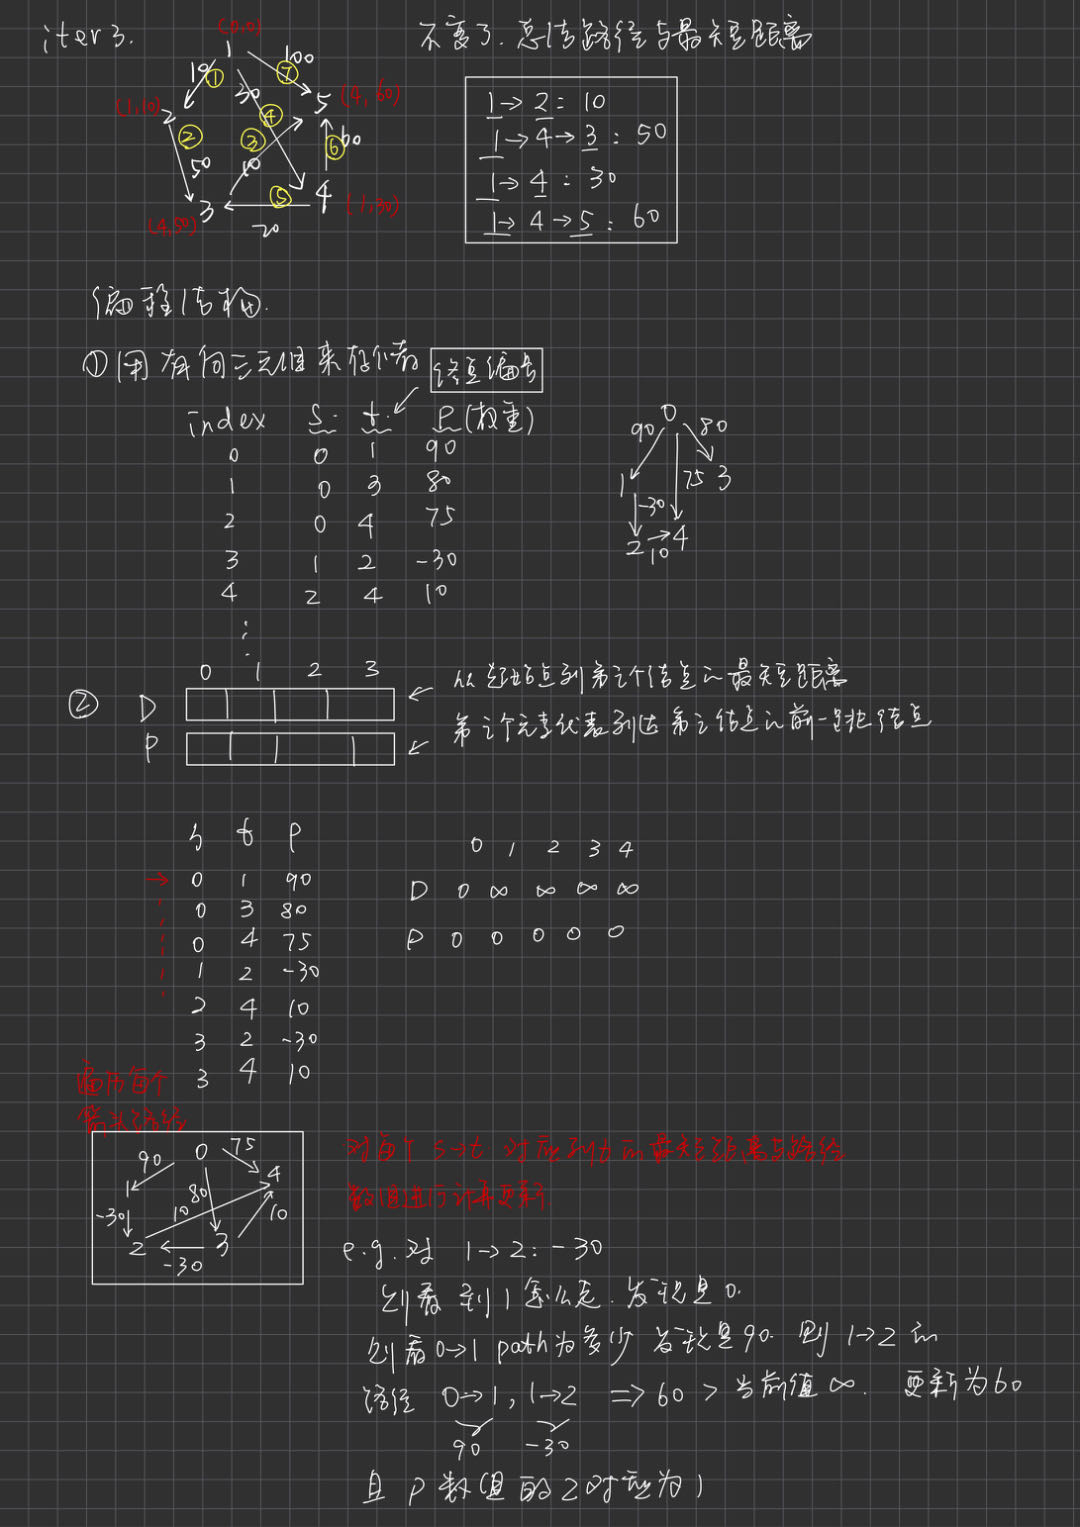 iter 3.
不变了. 总结路径与最短距离
(0,0)
1
10 ① 100 ⑦
30
(1,10) 2 ④ 5 (4,60)
② ③ ⑥ 60
50 10
⑤ 4 (1,30)
(4,50) 3
20
1→2: 10
1→4→3: 50
1→4: 30
1→4→5: 60
编程结构.
①用有向三元组来存个者 终点编号
index S. t. P(权重)
0 0 1 90
1 0 3 80
2 0 4 75
3 1 2 -30
4 2 4 10
⋮
0
90 80
1 75 3
-30
2→4
10
0 1 2 3
② D ← 从起始点到第i个结点的最短距离
P ← 第i个元素代表到达第i结点的前一跳结点
s t P
→ 0 1 90
0 3 80
0 4 75
1 2 -30
2 4 10
3 2 -30
3 4 10
0 1 2 3 4
D 0 ∞ ∞ ∞ ∞
P 0 0 0 0 0
遍历每个
箭头路径
0 75
90 4
1 80
-30 10 10
2 3
-30
对每个 s→t 对应到t的最短距离与路径
数值进行计算更新.
e.g. 对 1→2: -30
则看到1怎么走. 发现是0.
则看0→1 path为多少 发现是90. 则1→2的
路径 0→1, 1→2 => 60 > 当前值 ∞. 更新为60
90 -30
且 P 数组的2对应为1